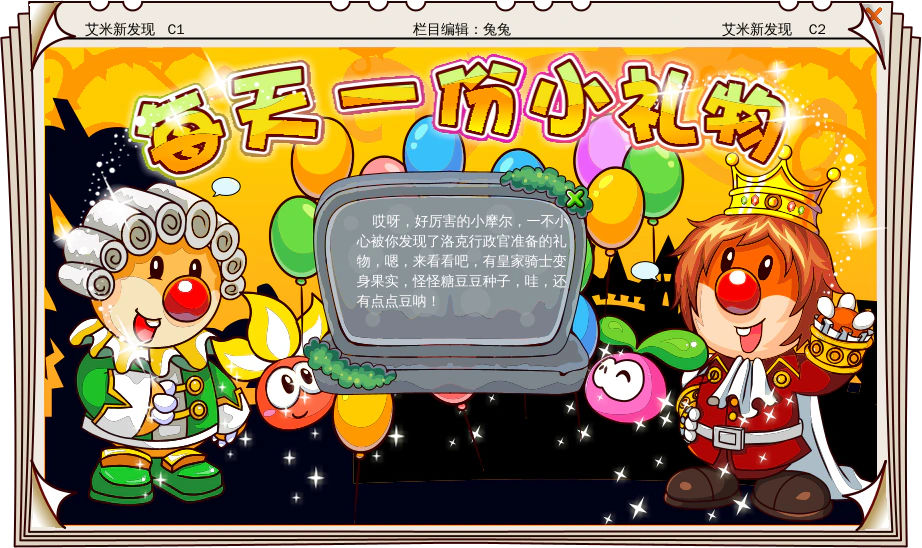 艾米新发现 C1
栏目编辑：兔兔
艾米新发现 C2
每天一份小礼物
哎呀，好厉害的小摩尔，一不小
心被你发现了洛克行政官准备的礼
物，嗯，来看看吧，有皇家骑士变
身果实，怪怪糖豆豆种子，哇，还
有点点豆呐！